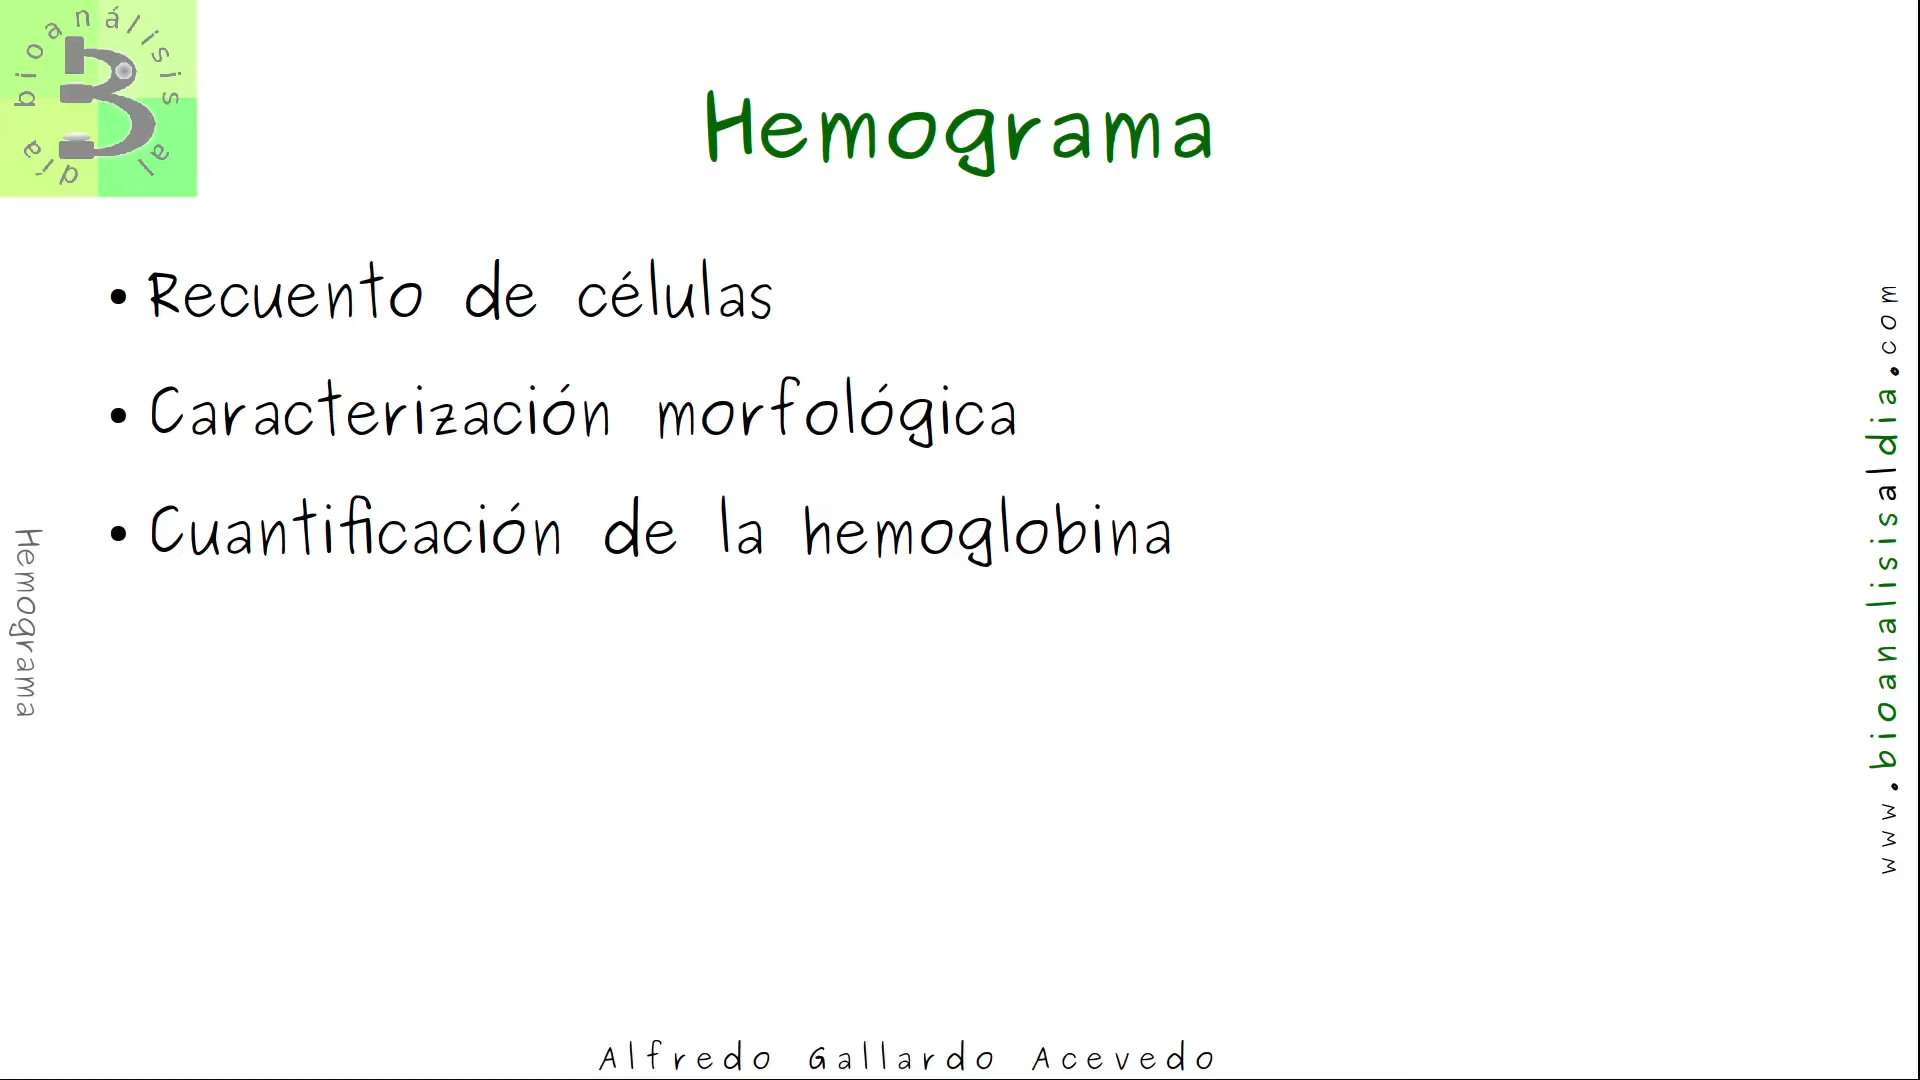 bioanálisis al día
Hemograma
• Recuento de células
• Caracterización morfológica
• Cuantificación de la hemoglobina
Hemograma
www.bioanalisisaldia.com
Alfredo Gallardo Acevedo